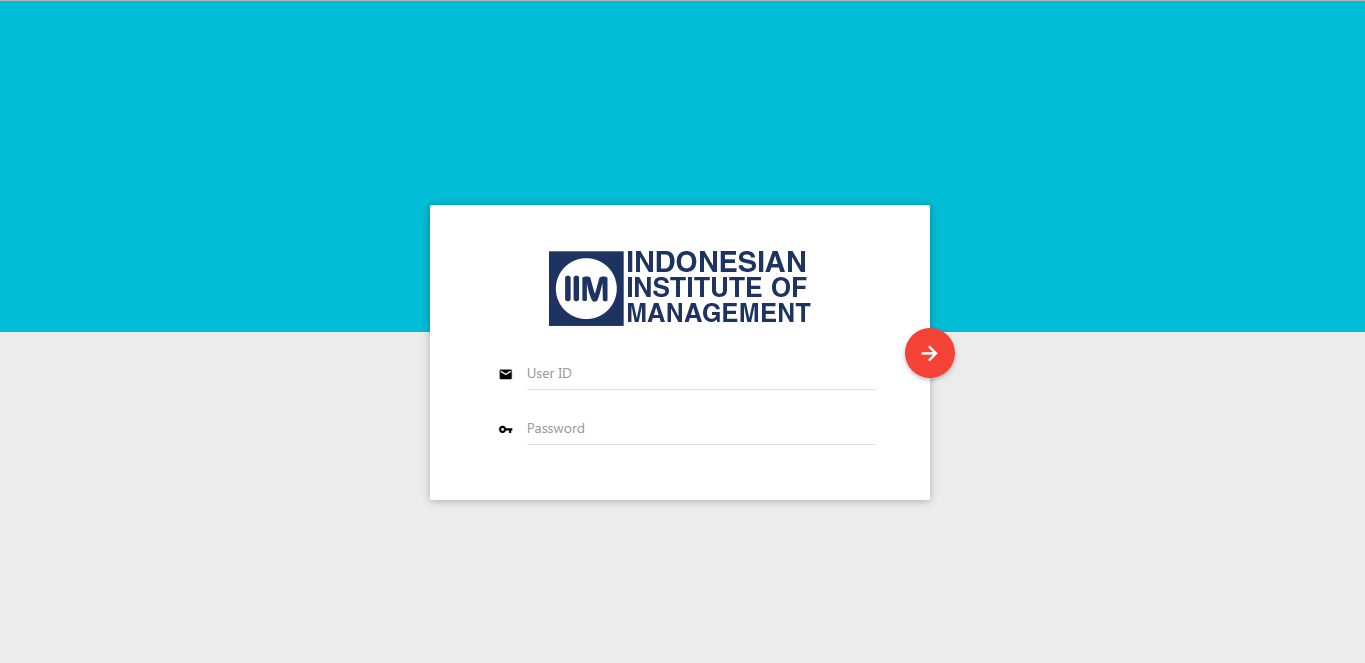 IIM
INDONESIAN
INSTITUTE OF
MANAGEMENT
User ID
Password